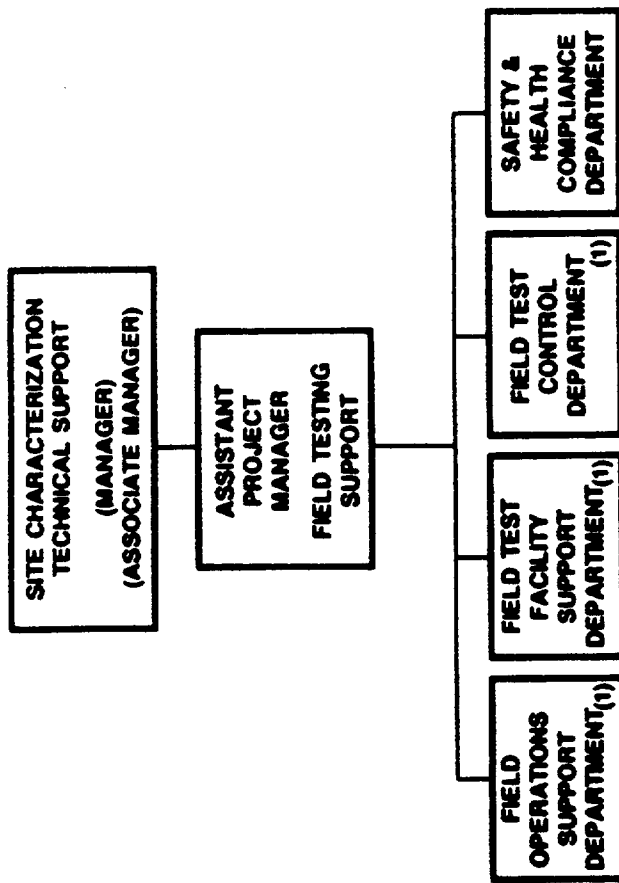 SITE CHARACTERIZATION
TECHNICAL SUPPORT
(MANAGER)
(ASSOCIATE MANAGER)
ASSISTANT
PROJECT
MANAGER
FIELD TESTING
SUPPORT
FIELD
OPERATIONS
SUPPORT
DEPARTMENT(1)
FIELD TEST
FACILITY
SUPPORT
DEPARTMENT(1)
FIELD TEST
CONTROL
DEPARTMENT
(1)
SAFETY &
HEALTH
COMPLIANCE
DEPARTMENT